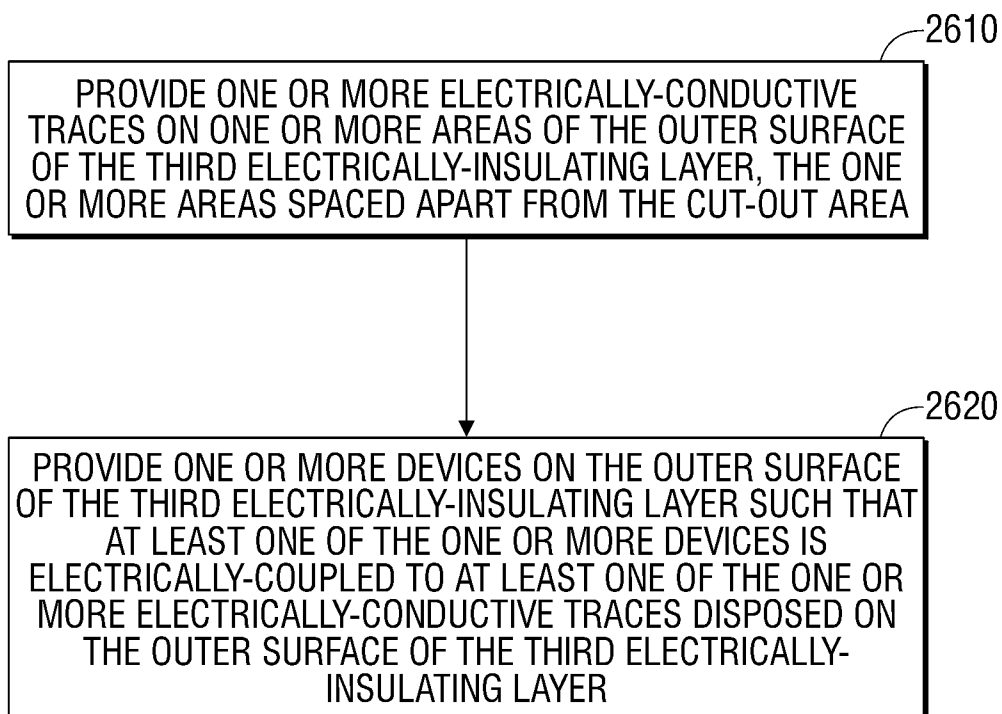 2610
PROVIDE ONE OR MORE ELECTRICALLY-CONDUCTIVE
TRACES ON ONE OR MORE AREAS OF THE OUTER SURFACE
OF THE THIRD ELECTRICALLY-INSULATING LAYER, THE ONE
OR MORE AREAS SPACED APART FROM THE CUT-OUT AREA
2620
PROVIDE ONE OR MORE DEVICES ON THE OUTER SURFACE
OF THE THIRD ELECTRICALLY-INSULATING LAYER SUCH THAT
AT LEAST ONE OF THE ONE OR MORE DEVICES IS
ELECTRICALLY-COUPLED TO AT LEAST ONE OF THE ONE OR
MORE ELECTRICALLY-CONDUCTIVE TRACES DISPOSED ON
THE OUTER SURFACE OF THE THIRD ELECTRICALLY-
INSULATING LAYER